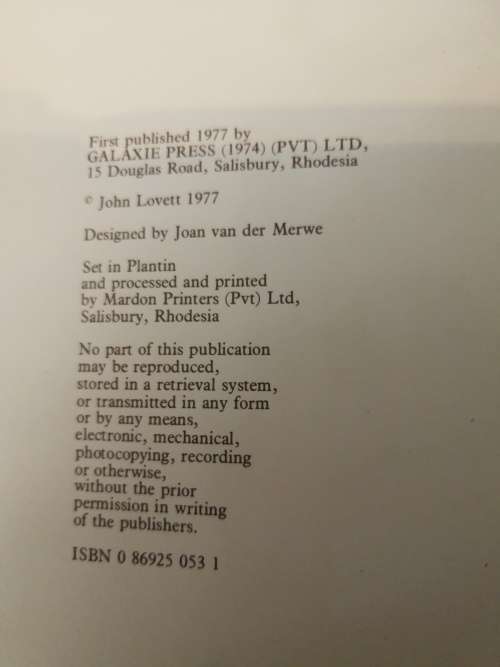 First published 1977 by
GALAXIE PRESS (1974) (PVT) LTD,
15 Douglas Road, Salisbury, Rhodesia
© John Lovett 1977
Designed by Joan van der Merwe
Set in Plantin
and processed and printed
by Mardon Printers (Pvt) Ltd,
Salisbury, Rhodesia
No part of this publication
may be reproduced,
stored in a retrieval system,
or transmitted in any form
or by any means,
electronic, mechanical,
photocopying, recording
or otherwise,
without the prior
permission in writing
of the publishers.
ISBN 0 86925 053 1